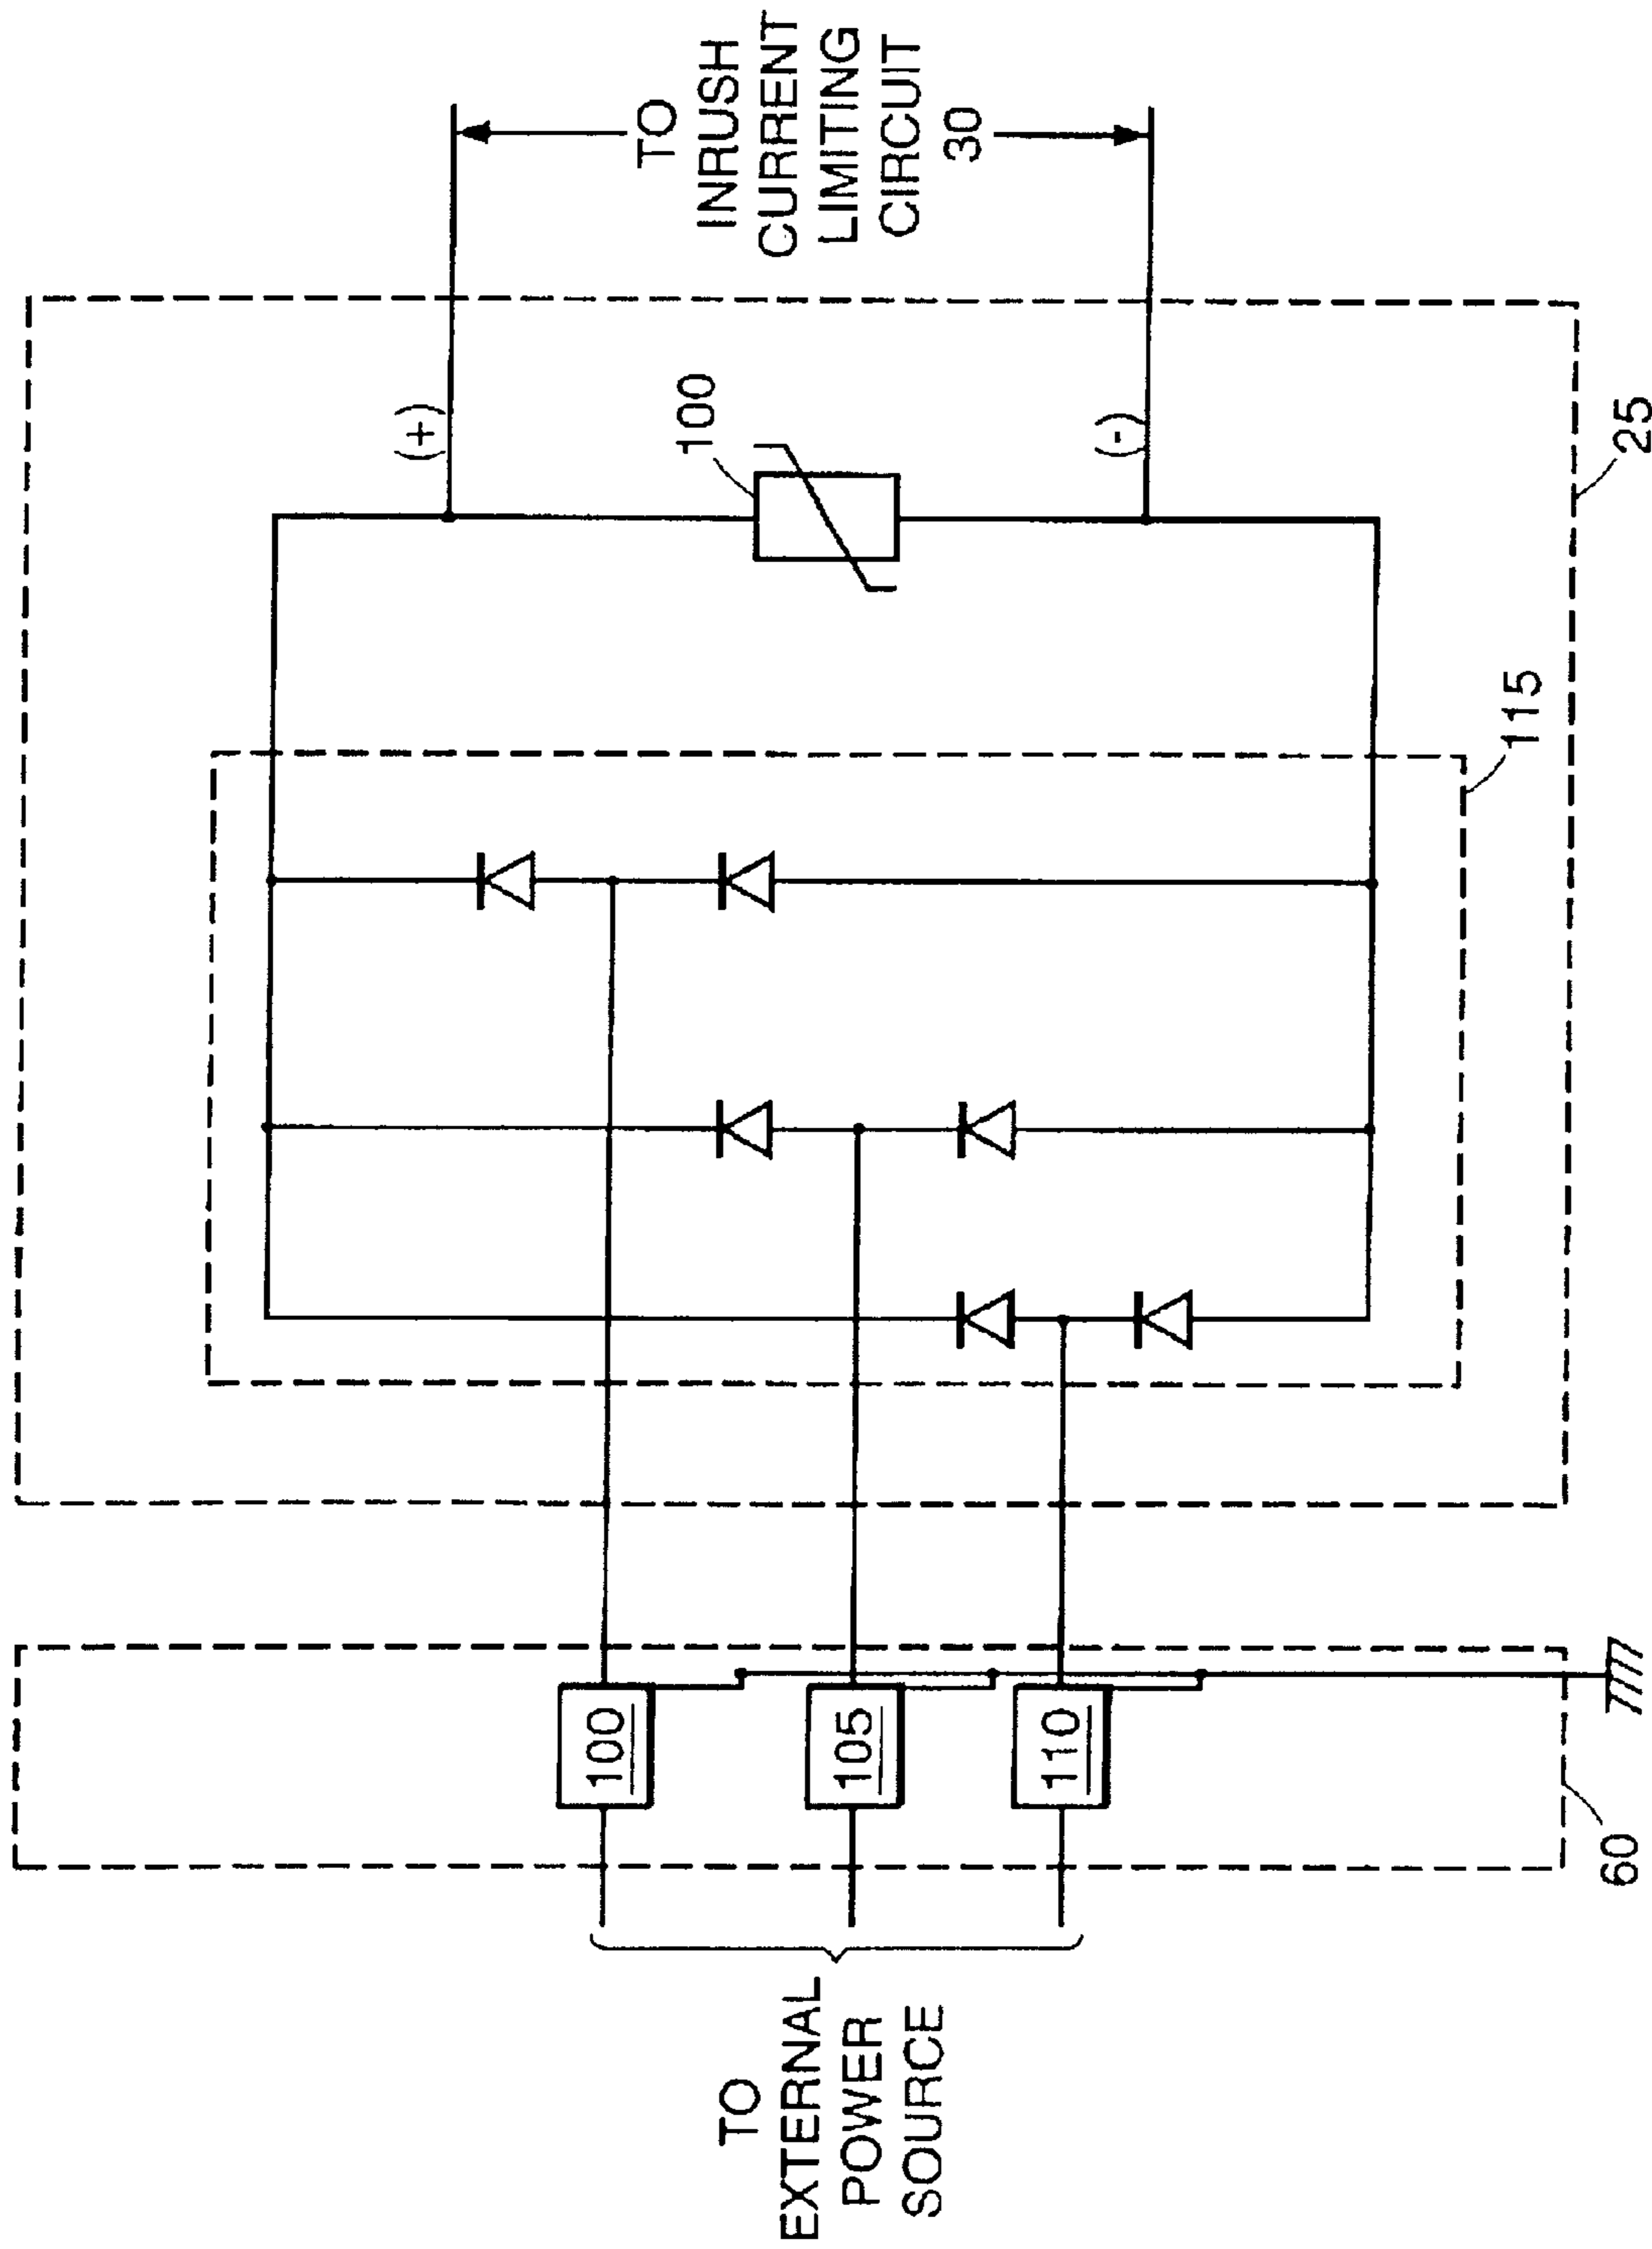 TO
EXTERNAL
POWER
SOURCE
60
100
105
110
115
25
(+)
100
(-)
TO
INRUSH
CURRENT
LIMITING
CIRCUIT
30